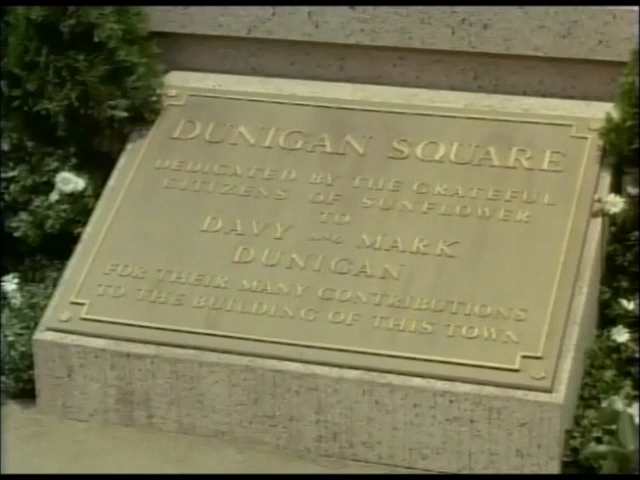 DUNIGAN SQUARE
DEDICATED BY THE GRATEFUL
CITIZENS OF SUNFLOWER
TO
DAVY AND MARK
DUNIGAN
FOR THEIR MANY CONTRIBUTIONS
TO THE BUILDING OF THIS TOWN